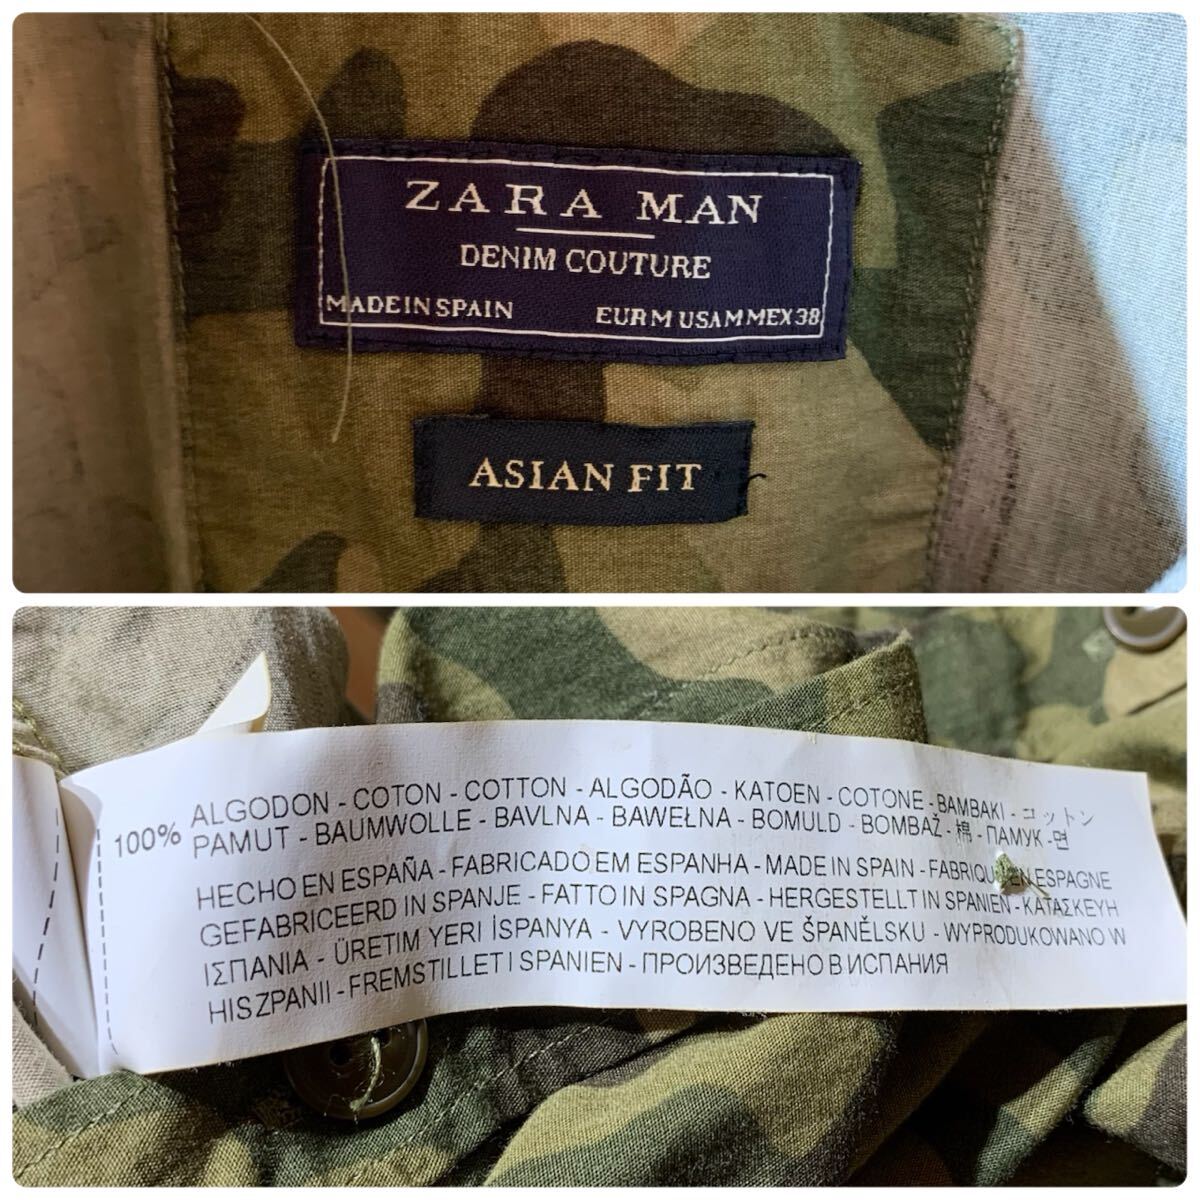 ZARA MAN
DENIM COUTURE
MADE IN SPAIN EUR M USA M MEX 38
ASIAN FIT
100% ALGODON - COTON - COTTON - ALGODÃO - KATOEN - COTONE - BAMBAKI - コットン
PAMUT - BAUMWOLLE - BAVLNA - BAWEŁNA - BOMULD - BOMBAŽ - 棉 - ПАМУК - 면
HECHO EN ESPAÑA - FABRICADO EM ESPANHA - MADE IN SPAIN - FABRIQU EN ESPAGNE
GEFABRICEERD IN SPANJE - FATTO IN SPAGNA - HERGESTELLT IN SPANIEN - ΚΑΤΑΣΚΕΥΗ
ΙΣΠΑΝΙΑ - ÜRETIM YERI İSPANYA - VYROBENO VE ŠPANĚLSKU - WYPRODUKOWANO W
HISZPANII - FREMSTILLET I SPANIEN - ПРОИЗВЕДЕНО В ИСПАНИЯ